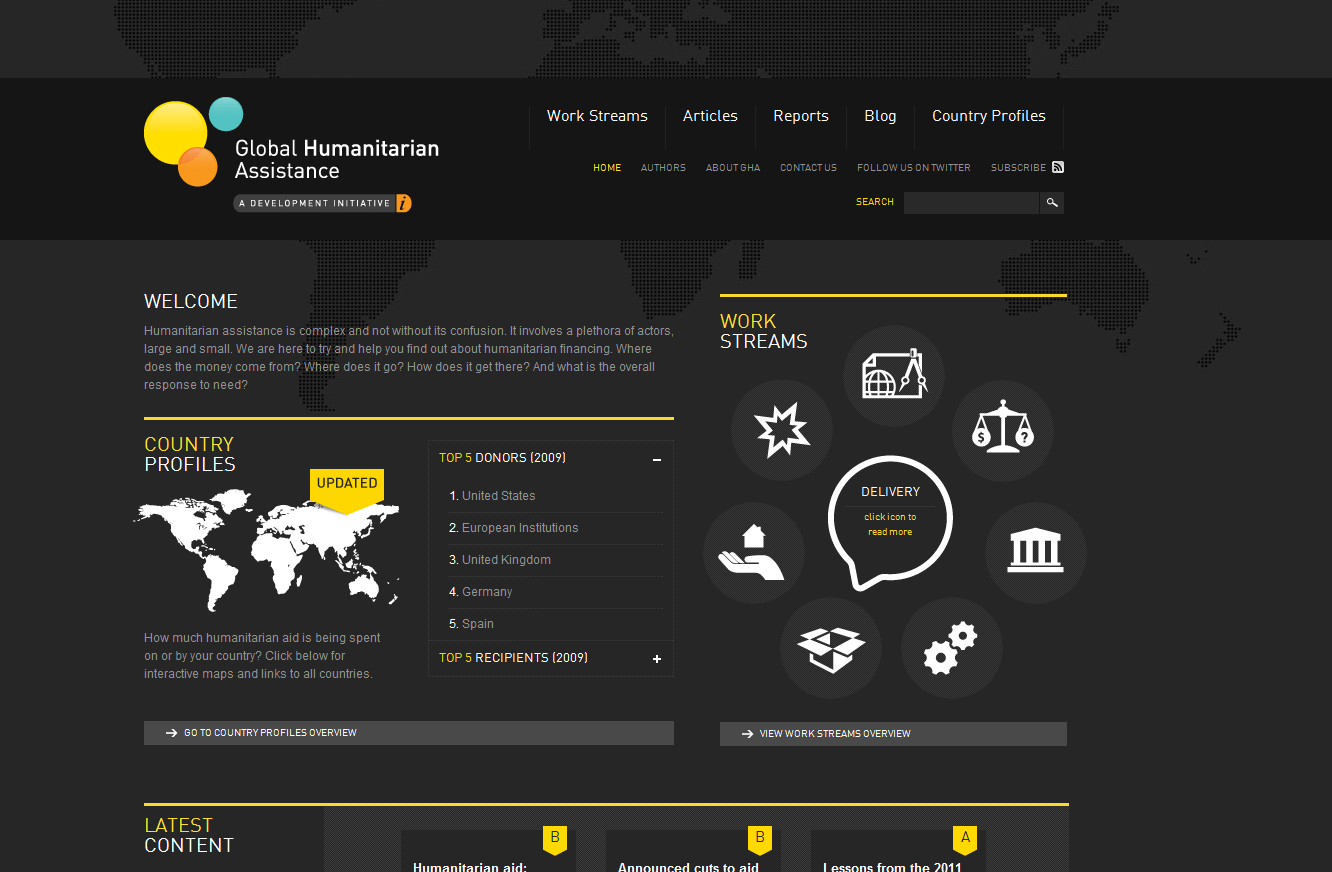 Global Humanitarian
Assistance
A DEVELOPMENT INITIATIVE i
Work Streams
Articles
Reports
Blog
Country Profiles
HOME
AUTHORS
ABOUT GHA
CONTACT US
FOLLOW US ON TWITTER
SUBSCRIBE
SEARCH
WELCOME
Humanitarian assistance is complex and not without its confusion. It involves a plethora of actors,
large and small. We are here to try and help you find out about humanitarian financing. Where
does the money come from? Where does it go? How does it get there? And what is the overall
response to need?
COUNTRY
PROFILES
UPDATED
How much humanitarian aid is being spent
on or by your country? Click below for
interactive maps and links to all countries.
TOP 5 DONORS (2009)
1. United States
2. European Institutions
3. United Kingdom
4. Germany
5. Spain
TOP 5 RECIPIENTS (2009)
GO TO COUNTRY PROFILES OVERVIEW
WORK
STREAMS
$ ?
DELIVERY
click icon to
read more
VIEW WORK STREAMS OVERVIEW
LATEST
CONTENT
B
Humanitarian aid:
B
Announced cuts to aid
A
Lessons from the 2011